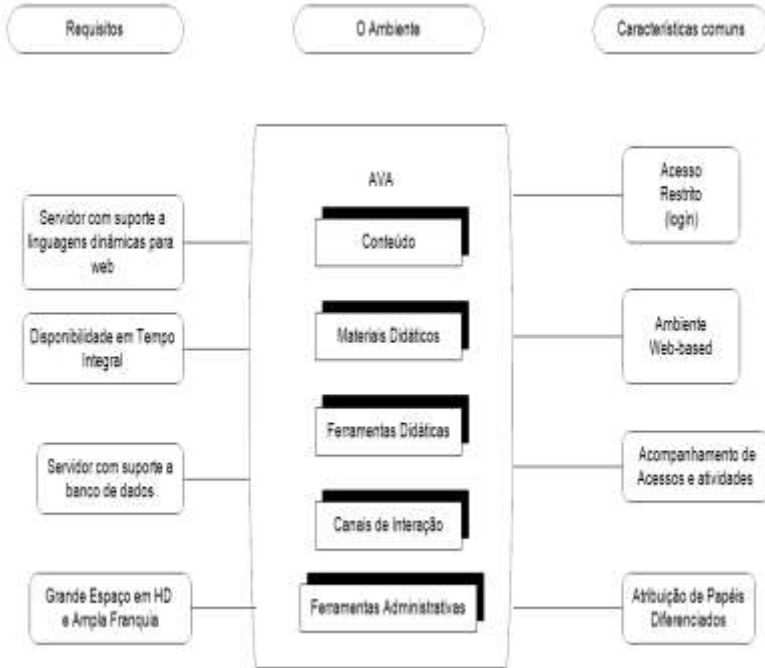 Requisitos
O Ambiente
Características comuns
AVA
Servidor com suporte a
linguagens dinâmicas para
web
Disponibilidade em Tempo
Integral
Servidor com suporte a
banco de dados
Grande Espaço em HD
e Ampla Franquia
Conteúdo
Materiais Didáticos
Ferramentas Didáticas
Canais de Interação
Ferramentas Administrativas
Acesso
Restrito
(login)
Ambiente
Web-based
Acompanhamento de
Acessos e atividades
Atribuição de Papéis
Diferenciados